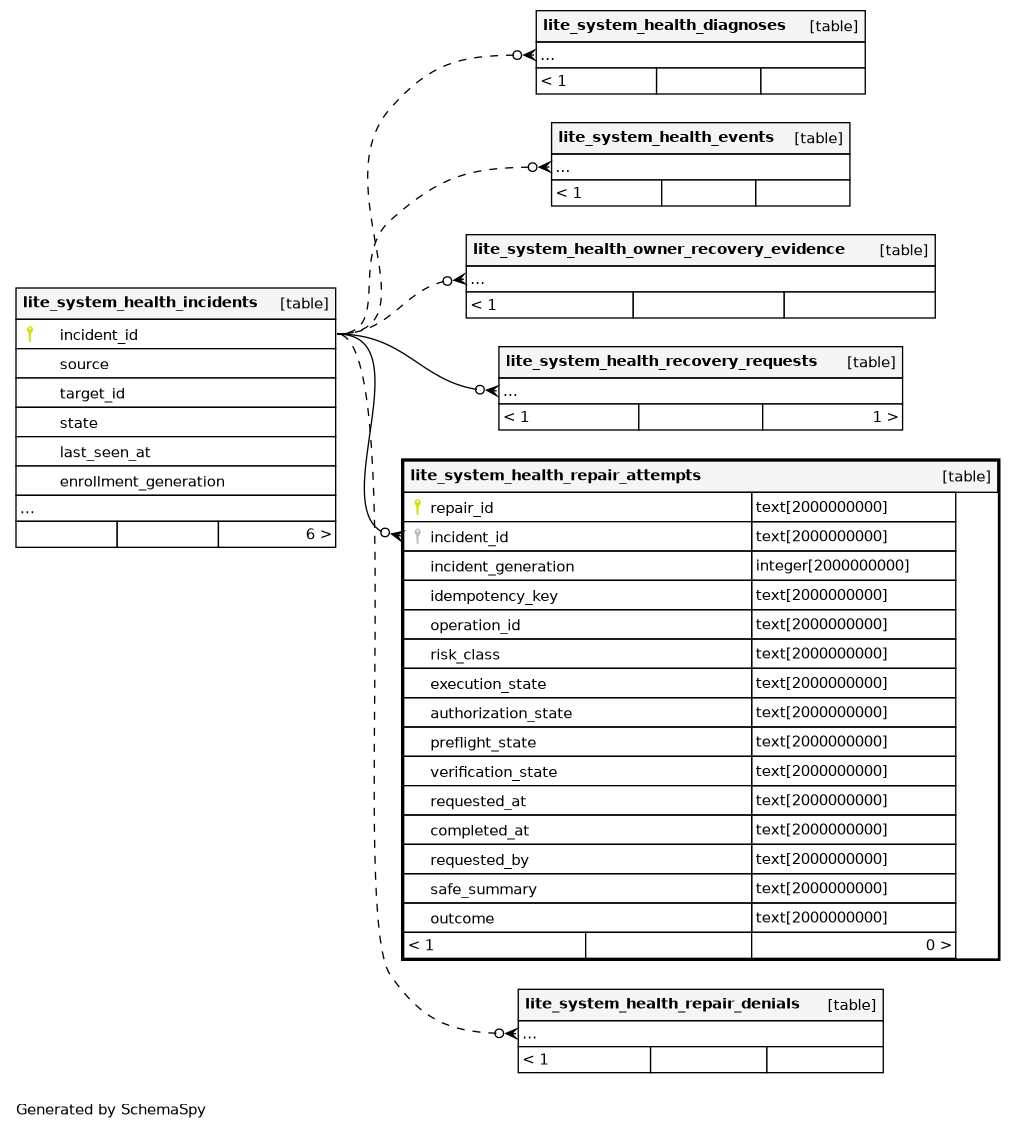 lite_system_health_diagnoses [table]
...
< 1
lite_system_health_events [table]
...
< 1
lite_system_health_owner_recovery_evidence [table]
...
< 1
lite_system_health_incidents [table]
incident_id
source
target_id
state
last_seen_at
enrollment_generation
...
6 >
lite_system_health_recovery_requests [table]
...
< 1 1 >
lite_system_health_repair_attempts [table]
repair_id text[2000000000]
incident_id text[2000000000]
incident_generation integer[2000000000]
idempotency_key text[2000000000]
operation_id text[2000000000]
risk_class text[2000000000]
execution_state text[2000000000]
authorization_state text[2000000000]
preflight_state text[2000000000]
verification_state text[2000000000]
requested_at text[2000000000]
completed_at text[2000000000]
requested_by text[2000000000]
safe_summary text[2000000000]
outcome text[2000000000]
< 1 0 >
lite_system_health_repair_denials [table]
...
< 1
Generated by SchemaSpy